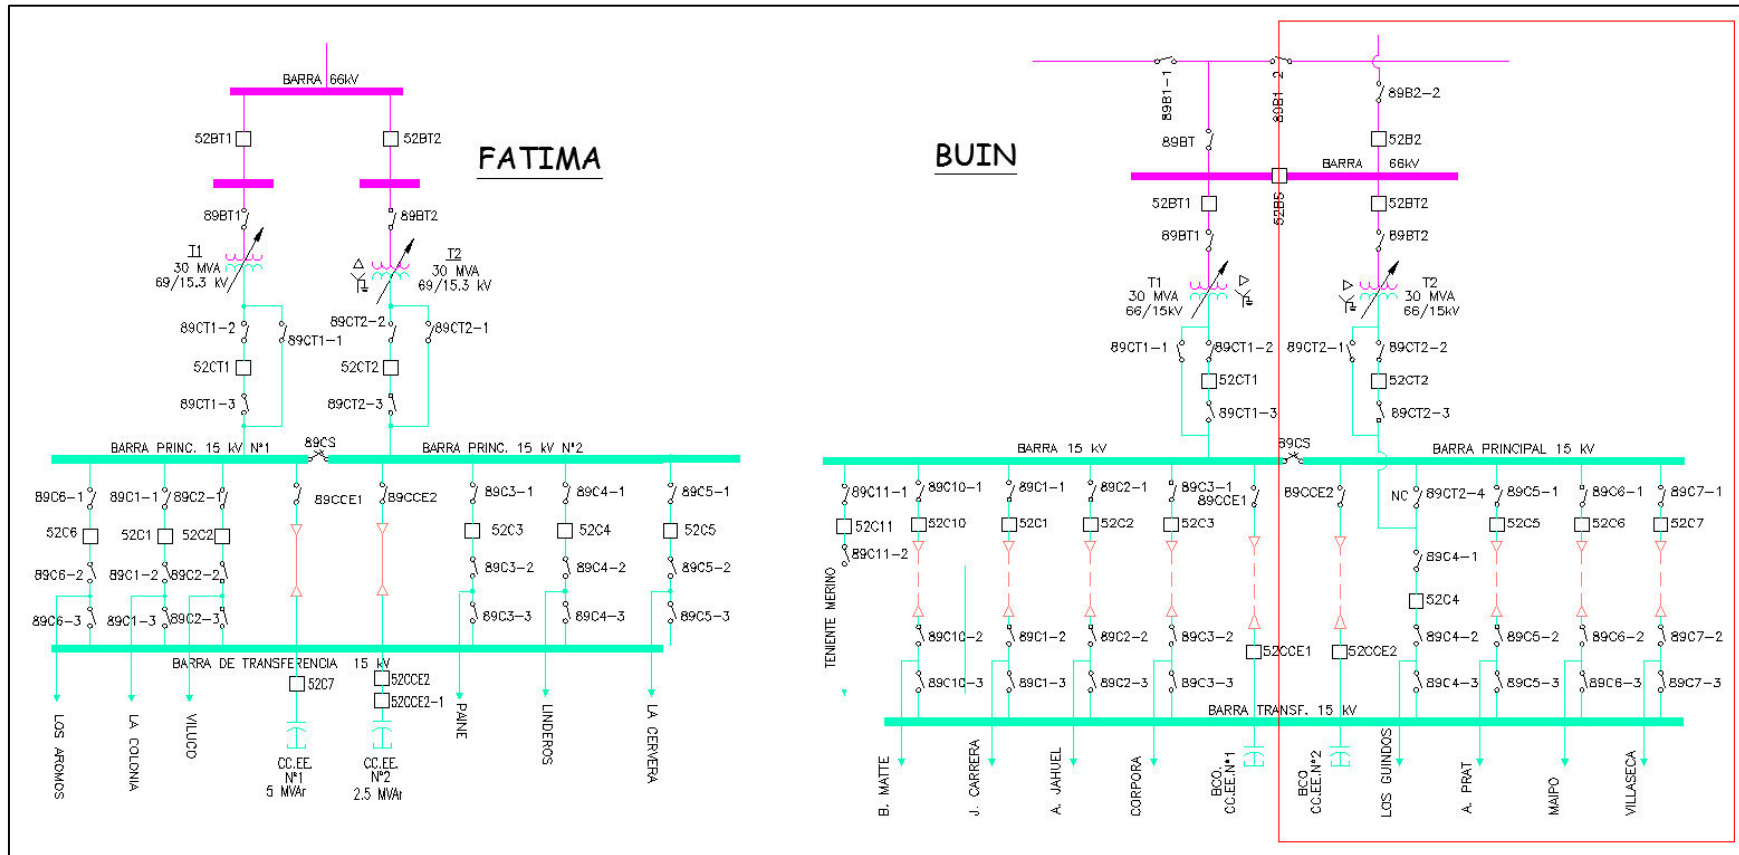 BARRA 66kV
52BT1
52BT2
FATIMA
89BT1
89BT2
T1
30 MVA
69/15.3 kV
T2
30 MVA
69/15.3 kV
89CT1-2
89CT1-1
89CT2-2
89CT2-1
52CT1
52CT2
89CT1-3
89CT2-3
BARRA PRINC. 15 kV N°1
89CS
BARRA PRINC. 15 kV N°2
89C6-1
89C1-1
89C2-1
89CCE1
89CCE2
89C3-1
89C4-1
89C5-1
52C6
52C1
52C2
52C3
52C4
52C5
89C6-2
89C1-2
89C2-2
89C3-2
89C4-2
89C5-2
89C6-3
89C1-3
89C2-3
89C3-3
89C4-3
89C5-3
BARRA DE TRANSFERENCIA 15 kV
52C7
52CCE2
52CCE2-1
LOS AROMOS
LA COLONIA
VILUCO
CC.EE.
N°1
5 MVAr
CC.EE.
N°2
2.5 MVAr
PAINE
LINDEROS
LA CERVERA
BUIN
89B1-1
89B1 2
89B2-2
89BT
52B2
BARRA 66kV
52BS
52BT1
52BT2
89BT1
89BT2
T1
30 MVA
66/15kV
T2
30 MVA
66/15kV
89CT1-1
89CT1-2
89CT2-1
89CT2-2
52CT1
52CT2
89CT1-3
89CT2-3
BARRA 15 kV
89CS
BARRA PRINCIPAL 15 kV
89C11-1
89C10-1
89C1-1
89C2-1
89C3-1
89CCE1
89CCE2
NC
89CT2-4
89C5-1
89C6-1
89C7-1
52C11
52C10
52C1
52C2
52C3
52C5
52C6
52C7
89C11-2
89C4-1
52C4
TENIENTE MERINO
89C10-2
89C1-2
89C2-2
89C3-2
52CCE1
52CCE2
89C4-2
89C5-2
89C6-2
89C7-2
89C10-3
89C1-3
89C2-3
89C3-3
89C4-3
89C5-3
89C6-3
89C7-3
BARRA TRANSF. 15 kV
B. MATTE
J. CARRERA
A. JAHUEL
CORPORA
BCO.
CC.EE.N°1
BCO
CC.EE.N°2
LOS GUINDOS
A. PRAT
MAIPO
VILLASECA